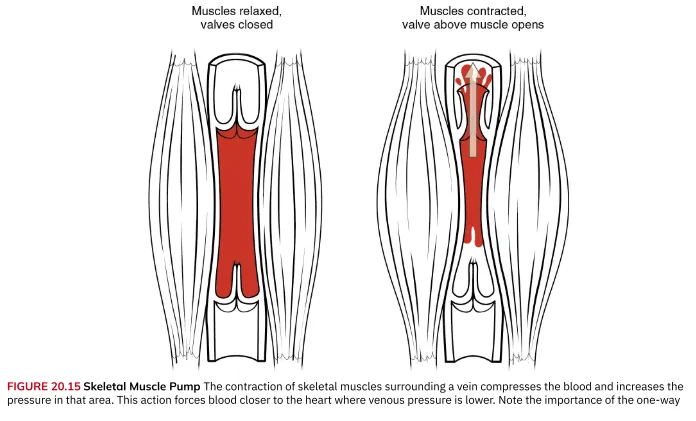 Muscles relaxed,
valves closed
Muscles contracted,
valve above muscle opens
FIGURE 20.15 Skeletal Muscle Pump The contraction of skeletal muscles surrounding a vein compresses the blood and increases the
pressure in that area. This action forces blood closer to the heart where venous pressure is lower. Note the importance of the one-way